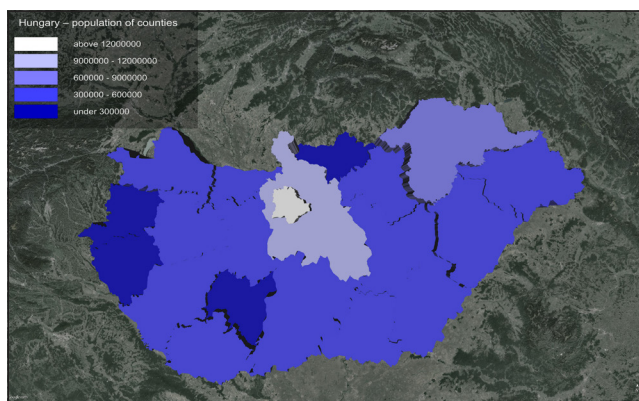 Hungary – population of counties
above 12000000
9000000 - 12000000
600000 - 9000000
300000 - 600000
under 300000